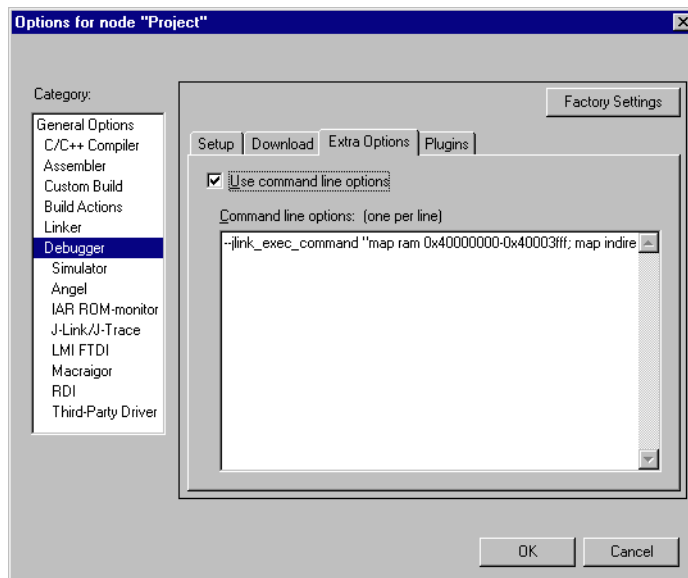 Options for node "Project"
Category:
Factory Settings
General Options
C/C++ Compiler
Assembler
Custom Build
Build Actions
Linker
Debugger
Simulator
Angel
IAR ROM-monitor
J-Link/J-Trace
LMI FTDI
Macraigor
RDI
Third-Party Driver
Setup Download Extra Options Plugins
Use command line options
Command line options: (one per line)
--jlink_exec_command "map ram 0x40000000-0x40003fff; map indire
OK Cancel